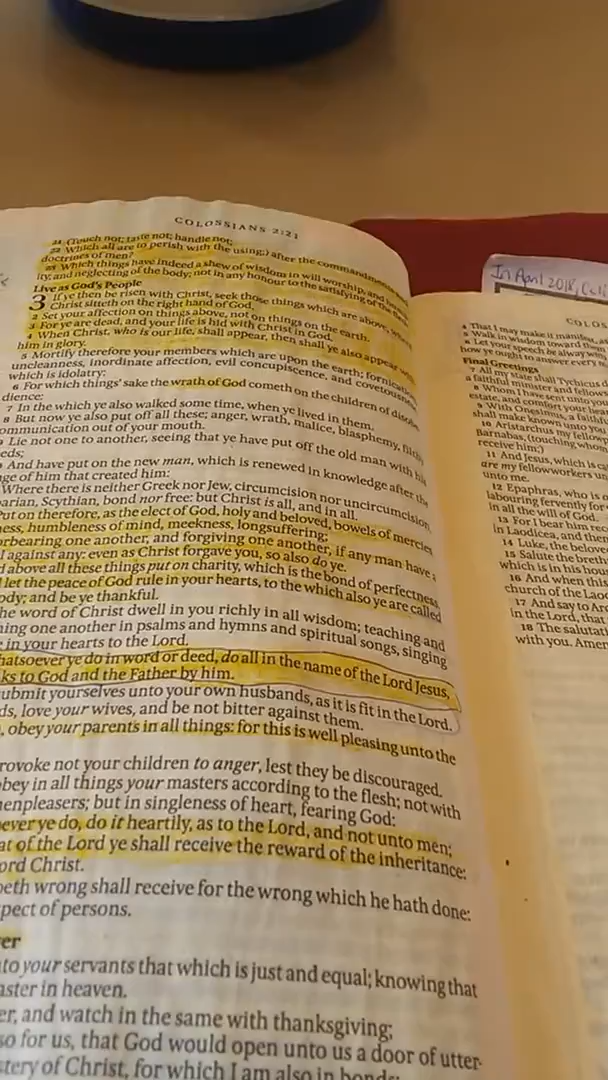 COLOSSIANS 2:21
21 (Touch not; taste not; handle not;
22 Which all are to perish with the using;) after the commandments
doctrines of men?
23 Which things have indeed a shew of wisdom in will worship, and
ity, and neglecting of the body; not in any honour to the satisfying of the
Live as God's People
3 If ye then be risen with Christ, seek those things which are above, where
Christ sitteth on the right hand of God.
2 Set your affection on things above, not on things on the earth.
3 For ye are dead, and your life is hid with Christ in God.
4 When Christ, who is our life, shall appear, then shall ye also appear with
him in glory.
5 Mortify therefore your members which are upon the earth; fornication,
uncleanness, inordinate affection, evil concupiscence, and covetousness,
which is idolatry:
6 For which things' sake the wrath of God cometh on the children of disobe
dience:
7 In the which ye also walked some time, when ye lived in them.
8 But now ye also put off all these; anger, wrath, malice, blasphemy, filthy
ommunication out of your mouth.
Lie not one to another, seeing that ye have put off the old man with his
eds;
And have put on the new man, which is renewed in knowledge after the
ge of him that created him:
Where there is neither Greek nor Jew, circumcision nor uncircumcision,
barian, Scythian, bond nor free: but Christ is all, and in all.
Put on therefore, as the elect of God, holy and beloved, bowels of mercies,
ess, humbleness of mind, meekness, longsuffering;
orbearing one another, and forgiving one another, if any man have a
l against any: even as Christ forgave you, so also do ye.
d above all these things put on charity, which is the bond of perfectness.
let the peace of God rule in your hearts, to the which also ye are called
ody; and be ye thankful.
he word of Christ dwell in you richly in all wisdom; teaching and
ning one another in psalms and hymns and spiritual songs, singing
e in your hearts to the Lord.
hatsoever ye do in word or deed, do all in the name of the Lord Jesus,
ks to God and the Father by him.
ubmit yourselves unto your own husbands, as it is fit in the Lord.
ds, love your wives, and be not bitter against them.
, obey your parents in all things: for this is well pleasing unto the
rovoke not your children to anger, lest they be discouraged.
obey in all things your masters according to the flesh; not with
menpleasers; but in singleness of heart, fearing God:
ever ye do, do it heartily, as to the Lord, and not unto men;
at of the Lord ye shall receive the reward of the inheritance:
ord Christ.
oeth wrong shall receive for the wrong which he hath done:
pect of persons.
er
to your servants that which is just and equal; knowing that
aster in heaven.
er, and watch in the same with thanksgiving;
so for us, that God would open unto us a door of utter-
stery of Christ, for which I am also in bonds:
In April 2018,
COLOS
4 That I may make it manifest, as
5 Walk in wisdom toward them
6 Let your speech be alway with
how ye ought to answer every
Final Greetings
7 All my state shall Tychicus
a faithful minister and fellows
8 Whom I have sent unto you
estate, and comfort your hear
9 With Onesimus, a faithful
shall make known unto you
10 Aristarchus my fellow
Barnabas, (touching whom
receive him;)
11 And Jesus, which is ca
are my fellowworkers un
unto me.
12 Epaphras, who is o
labouring fervently for
in all the will of God.
13 For I bear him
in Laodicea, and then
14 Luke, the belove
15 Salute the breth
which is in his hou
16 And when this
church of the Laod
17 And say to Arc
in the Lord, that
18 The salutat
with you. Amen